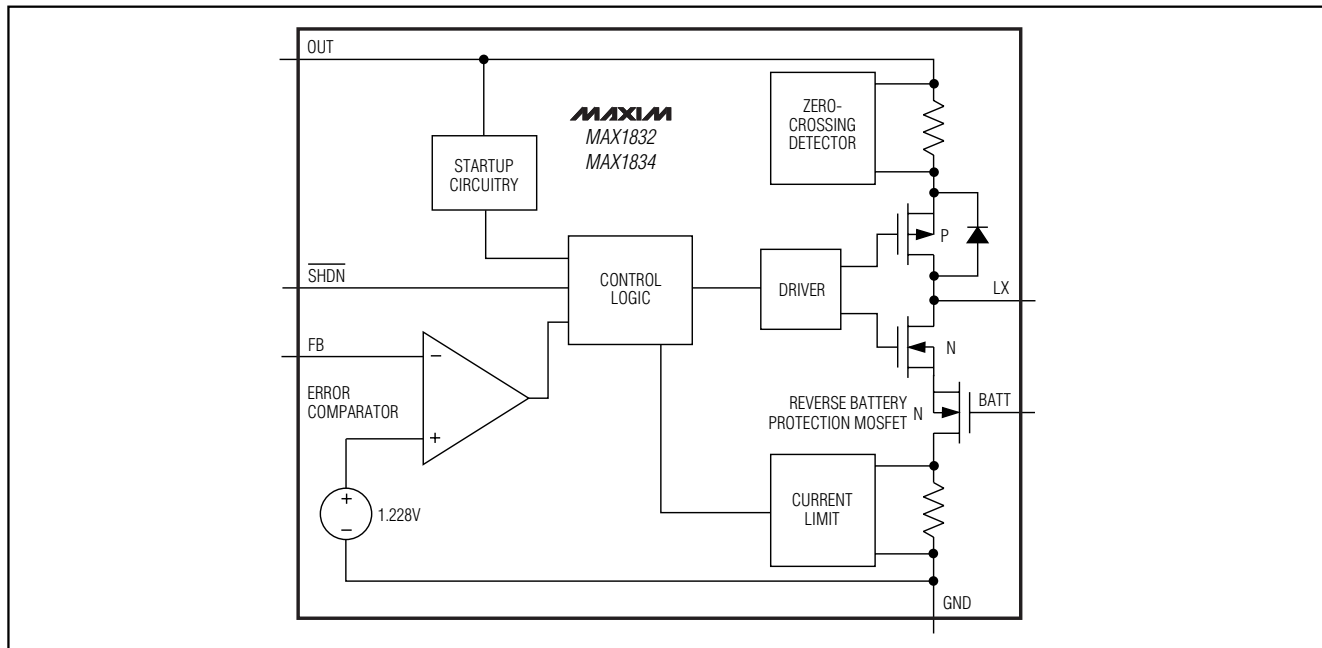 OUT
MAXIM
MAX1832
MAX1834
ZERO-
CROSSING
DETECTOR
STARTUP
CIRCUITRY
P
SHDN
CONTROL
LOGIC
DRIVER
LX
FB
−
N
ERROR
COMPARATOR
REVERSE BATTERY
PROTECTION MOSFET
N
BATT
+
CURRENT
LIMIT
+
−
1.228V
GND